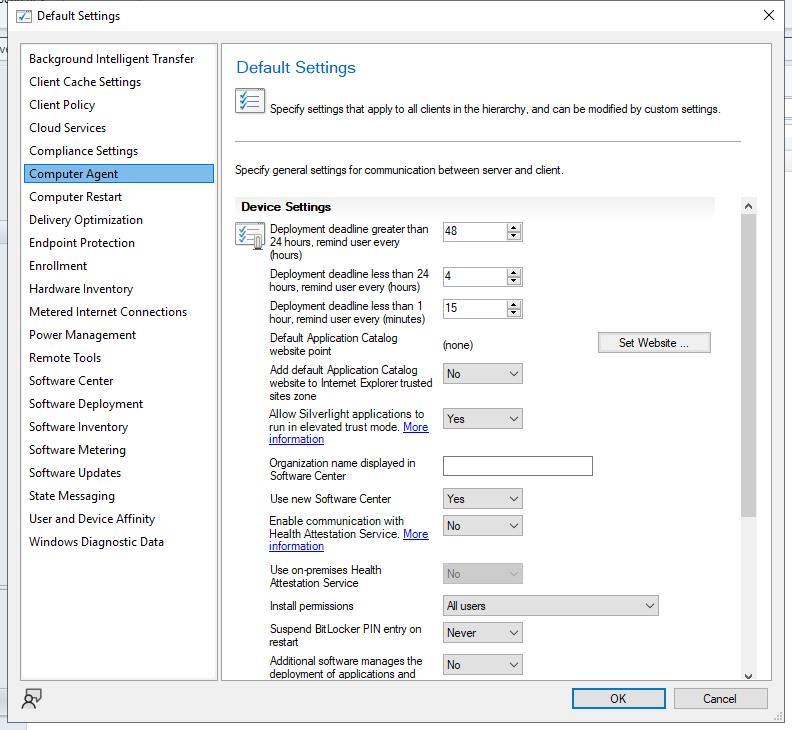 Default Settings
Background Intelligent Transfer
Client Cache Settings
Client Policy
Cloud Services
Compliance Settings
Computer Agent
Computer Restart
Delivery Optimization
Endpoint Protection
Enrollment
Hardware Inventory
Metered Internet Connections
Power Management
Remote Tools
Software Center
Software Deployment
Software Inventory
Software Metering
Software Updates
State Messaging
User and Device Affinity
Windows Diagnostic Data
Default Settings
Specify settings that apply to all clients in the hierarchy, and can be modified by custom settings.
Specify general settings for communication between server and client.
Device Settings
Deployment deadline greater than
24 hours, remind user every
(hours)
48
Deployment deadline less than 24
hours, remind user every (hours)
4
Deployment deadline less than 1
hour, remind user every (minutes)
15
Default Application Catalog
website point
(none)
Set Website ...
Add default Application Catalog
website to Internet Explorer trusted
sites zone
No
Allow Silverlight applications to
run in elevated trust mode. More
information
Yes
Organization name displayed in
Software Center
Use new Software Center
Yes
Enable communication with
Health Attestation Service. More
information
No
Use on-premises Health
Attestation Service
No
Install permissions
All users
Suspend BitLocker PIN entry on
restart
Never
Additional software manages the
deployment of applications and
No
OK
Cancel